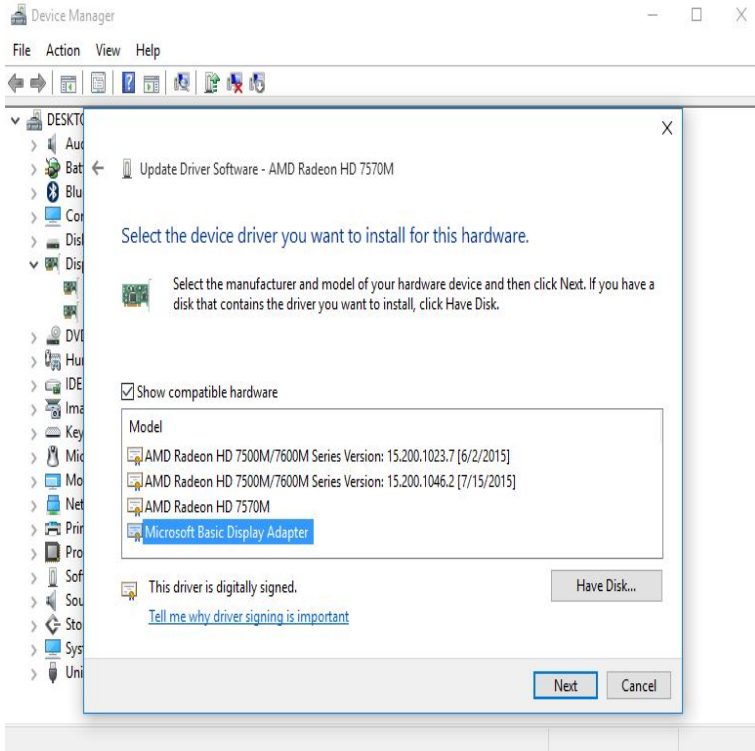 Device Manager
File Action View Help
DESKTO
Aud
Bat
Blu
Cor
Disl
Disp
DVD
Hur
IDE
Ima
Key
Mic
Mo
Net
Prin
Pro
Sof
Sou
Sto
Sys
Uni
X
Update Driver Software - AMD Radeon HD 7570M
Select the device driver you want to install for this hardware.
Select the manufacturer and model of your hardware device and then click Next. If you have a
disk that contains the driver you want to install, click Have Disk.
Show compatible hardware
Model
AMD Radeon HD 7500M/7600M Series Version: 15.200.1023.7 [6/2/2015]
AMD Radeon HD 7500M/7600M Series Version: 15.200.1046.2 [7/15/2015]
AMD Radeon HD 7570M
Microsoft Basic Display Adapter
This driver is digitally signed.
Have Disk...
Tell me why driver signing is important
Next Cancel